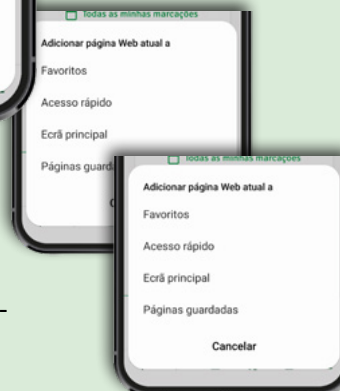 Todas as minhas marcações
Adicionar página Web atual a
Favoritos
Acesso rápido
Ecrã principal
Páginas
Todas as minhas marcações
Adicionar página Web atual a
Favoritos
Acesso rápido
Ecrã principal
Páginas guardadas
Cancelar